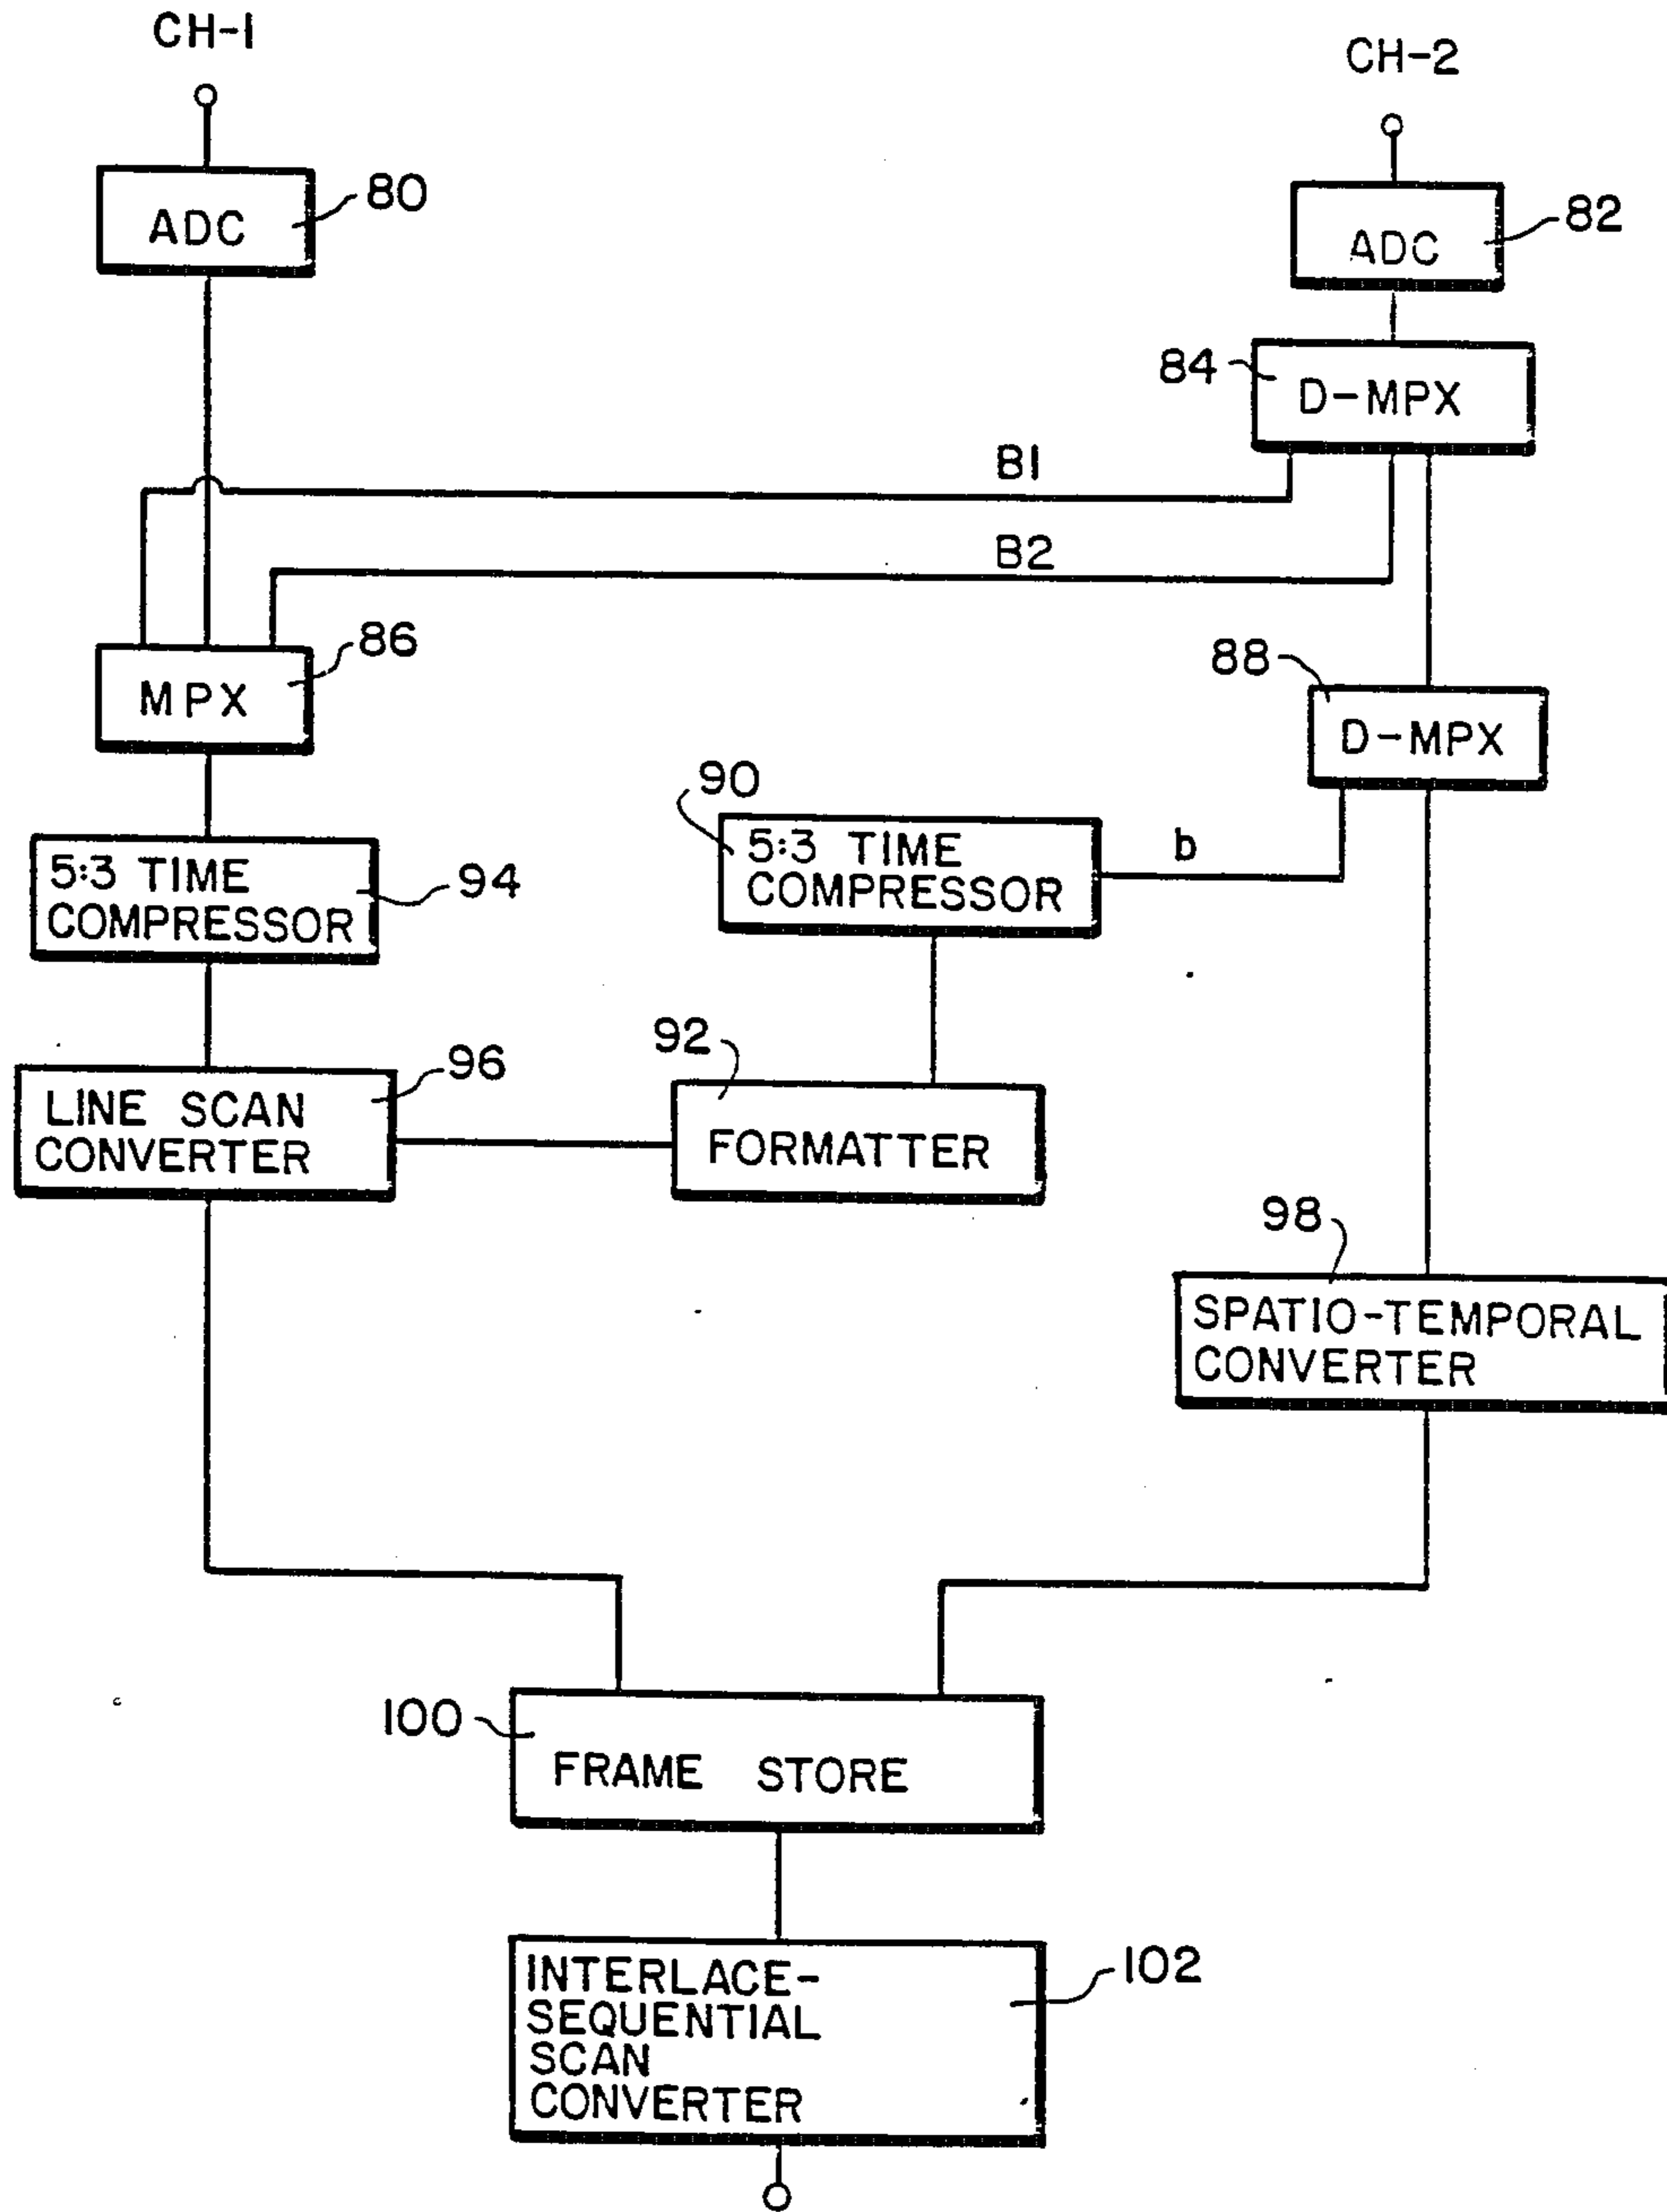 CH-1
CH-2
80
ADC
82
ADC
84
D-MPX
B1
B2
86
MPX
88
D-MPX
90
5:3 TIME
COMPRESSOR
b
5:3 TIME
COMPRESSOR
94
92
96
LINE SCAN
CONVERTER
FORMATTER
98
SPATIO-TEMPORAL
CONVERTER
100
FRAME STORE
INTERLACE-
SEQUENTIAL
SCAN
CONVERTER
102